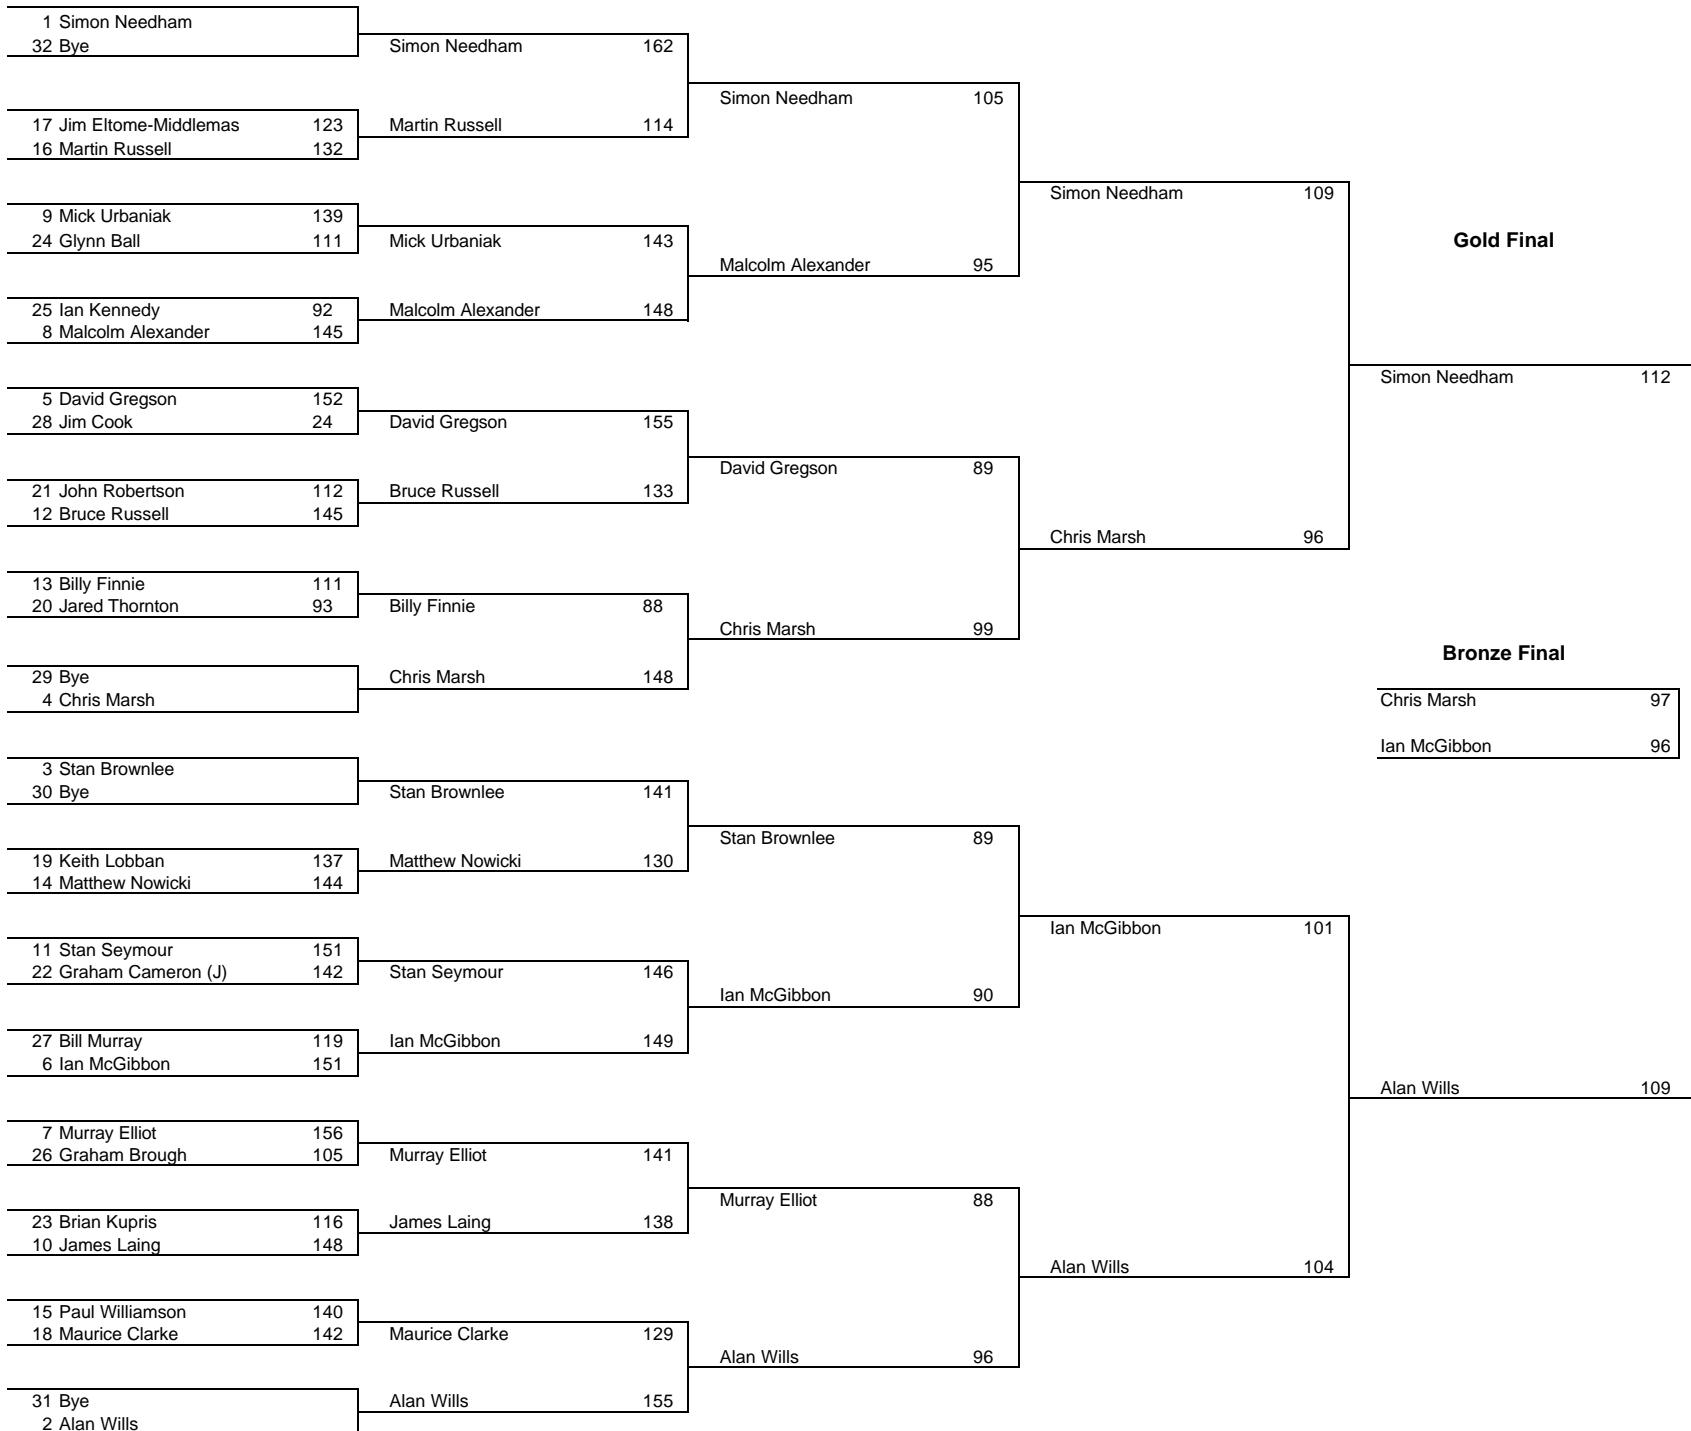 1 Simon Needham
32 Bye
Simon Needham 162
Simon Needham 105
17 Jim Eltome-Middlemas 123
Martin Russell 114
16 Martin Russell 132
Simon Needham 109
9 Mick Urbaniak 139
24 Glynn Ball 111
Mick Urbaniak 143
Gold Final
Malcolm Alexander 95
25 Ian Kennedy 92
Malcolm Alexander 148
8 Malcolm Alexander 145
Simon Needham 112
5 David Gregson 152
28 Jim Cook 24
David Gregson 155
David Gregson 89
21 John Robertson 112
Bruce Russell 133
12 Bruce Russell 145
Chris Marsh 96
13 Billy Finnie 111
20 Jared Thornton 93
Billy Finnie 88
Chris Marsh 99
Bronze Final
29 Bye
Chris Marsh 148
4 Chris Marsh
Chris Marsh 97
Ian McGibbon 96
3 Stan Brownlee
30 Bye
Stan Brownlee 141
Stan Brownlee 89
19 Keith Lobban 137
Matthew Nowicki 130
14 Matthew Nowicki 144
Ian McGibbon 101
11 Stan Seymour 151
22 Graham Cameron (J) 142
Stan Seymour 146
Ian McGibbon 90
27 Bill Murray 119
Ian McGibbon 149
6 Ian McGibbon 151
Alan Wills 109
7 Murray Elliot 156
26 Graham Brough 105
Murray Elliot 141
Murray Elliot 88
23 Brian Kupris 116
James Laing 138
10 James Laing 148
Alan Wills 104
15 Paul Williamson 140
18 Maurice Clarke 142
Maurice Clarke 129
Alan Wills 96
31 Bye
Alan Wills 155
2 Alan Wills